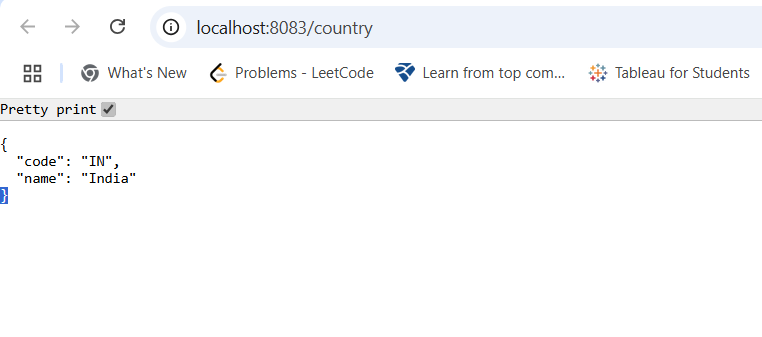 localhost:8083/country
What's New Problems - LeetCode Learn from top com... Tableau for Students
Pretty print
{
  "code": "IN",
  "name": "India"
}